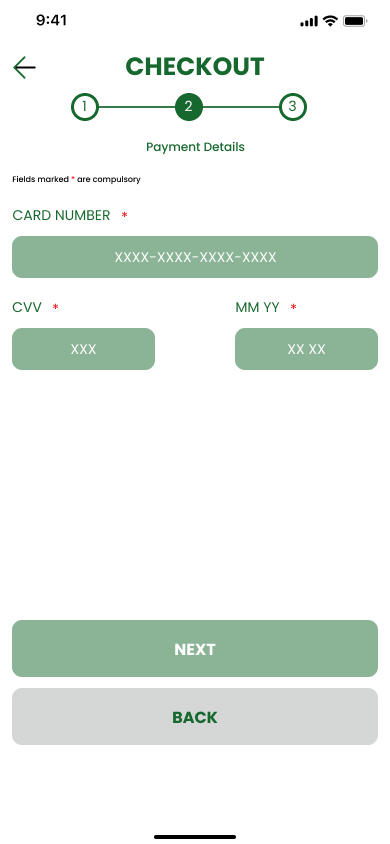 9:41
CHECKOUT
1 2 3
Payment Details
Fields marked * are compulsory
CARD NUMBER *
XXXX-XXXX-XXXX-XXXX
CVV * MM YY *
XXX XX XX
NEXT
BACK